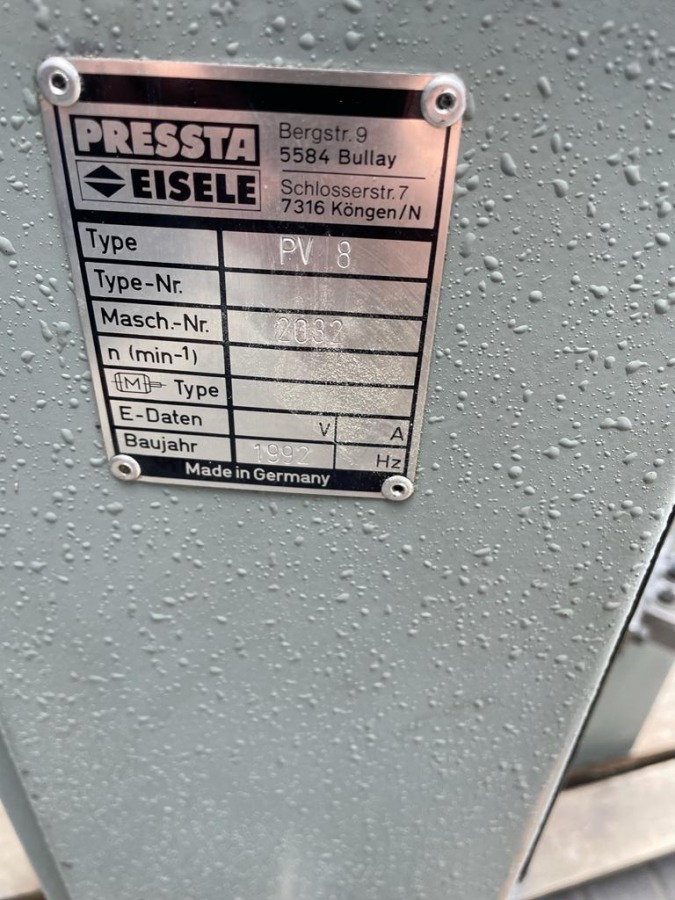 PRESSTA
EISELE
Bergstr. 9
5584 Bullay
Schlosserstr. 7
7316 Köngen/N
Type PV 8
Type-Nr.
Masch.-Nr. 2032
n (min-1)
M Type
E-Daten V A
Baujahr 1992 Hz
Made in Germany